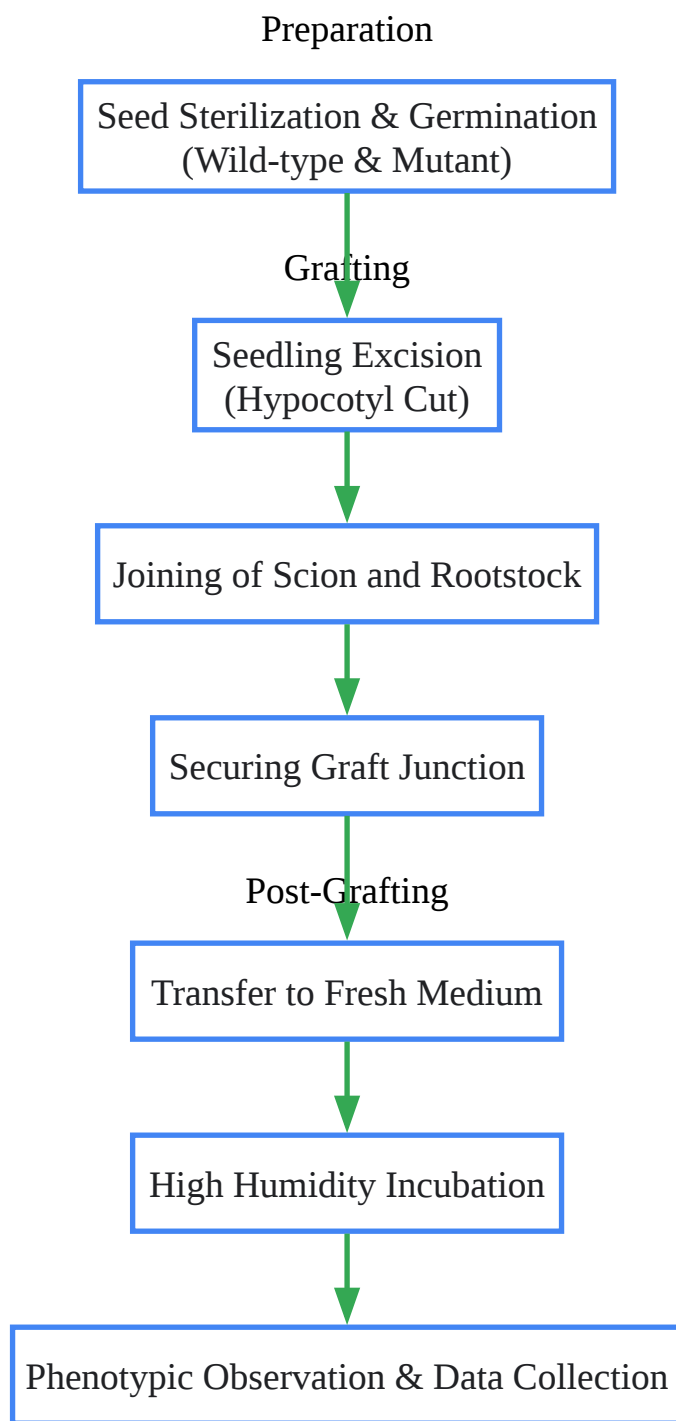 Preparation
Seed Sterilization & Germination
(Wild-type & Mutant)
Grafting
Seedling Excision
(Hypocotyl Cut)
Joining of Scion and Rootstock
Securing Graft Junction
Post-Grafting
Transfer to Fresh Medium
High Humidity Incubation
Phenotypic Observation & Data Collection